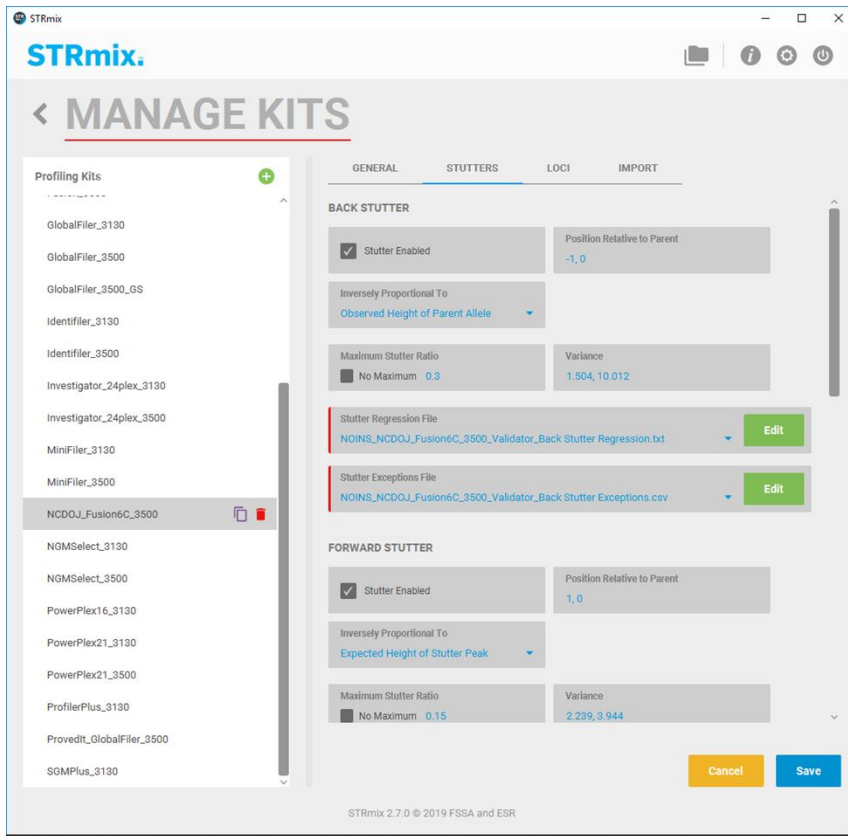 STRmix
STRmix.
MANAGE KITS
Profiling Kits
GlobalFiler_3130
GlobalFiler_3500
GlobalFiler_3500_GS
Identifiler_3130
Identifiler_3500
Investigator_24plex_3130
Investigator_24plex_3500
MiniFiler_3130
MiniFiler_3500
NCDOJ_Fusion6C_3500
NGMSelect_3130
NGMSelect_3500
PowerPlex16_3130
PowerPlex21_3130
PowerPlex21_3500
ProfilerPlus_3130
ProvedIt_GlobalFiler_3500
SGMPlus_3130
GENERAL STUTTERS LOCI IMPORT
BACK STUTTER
Stutter Enabled
Position Relative to Parent
-1, 0
Inversely Proportional To
Observed Height of Parent Allele
Maximum Stutter Ratio
No Maximum 0.3
Variance
1.504, 10.012
Stutter Regression File
NOINS_NCDOJ_Fusion6C_3500_Validator_Back Stutter Regression.txt
Edit
Stutter Exceptions File
NOINS_NCDOJ_Fusion6C_3500_Validator_Back Stutter Exceptions.csv
Edit
FORWARD STUTTER
Stutter Enabled
Position Relative to Parent
1, 0
Inversely Proportional To
Expected Height of Stutter Peak
Maximum Stutter Ratio
No Maximum 0.15
Variance
2.239, 3.944
Cancel Save
STRmix 2.7.0 © 2019 FSSA and ESR